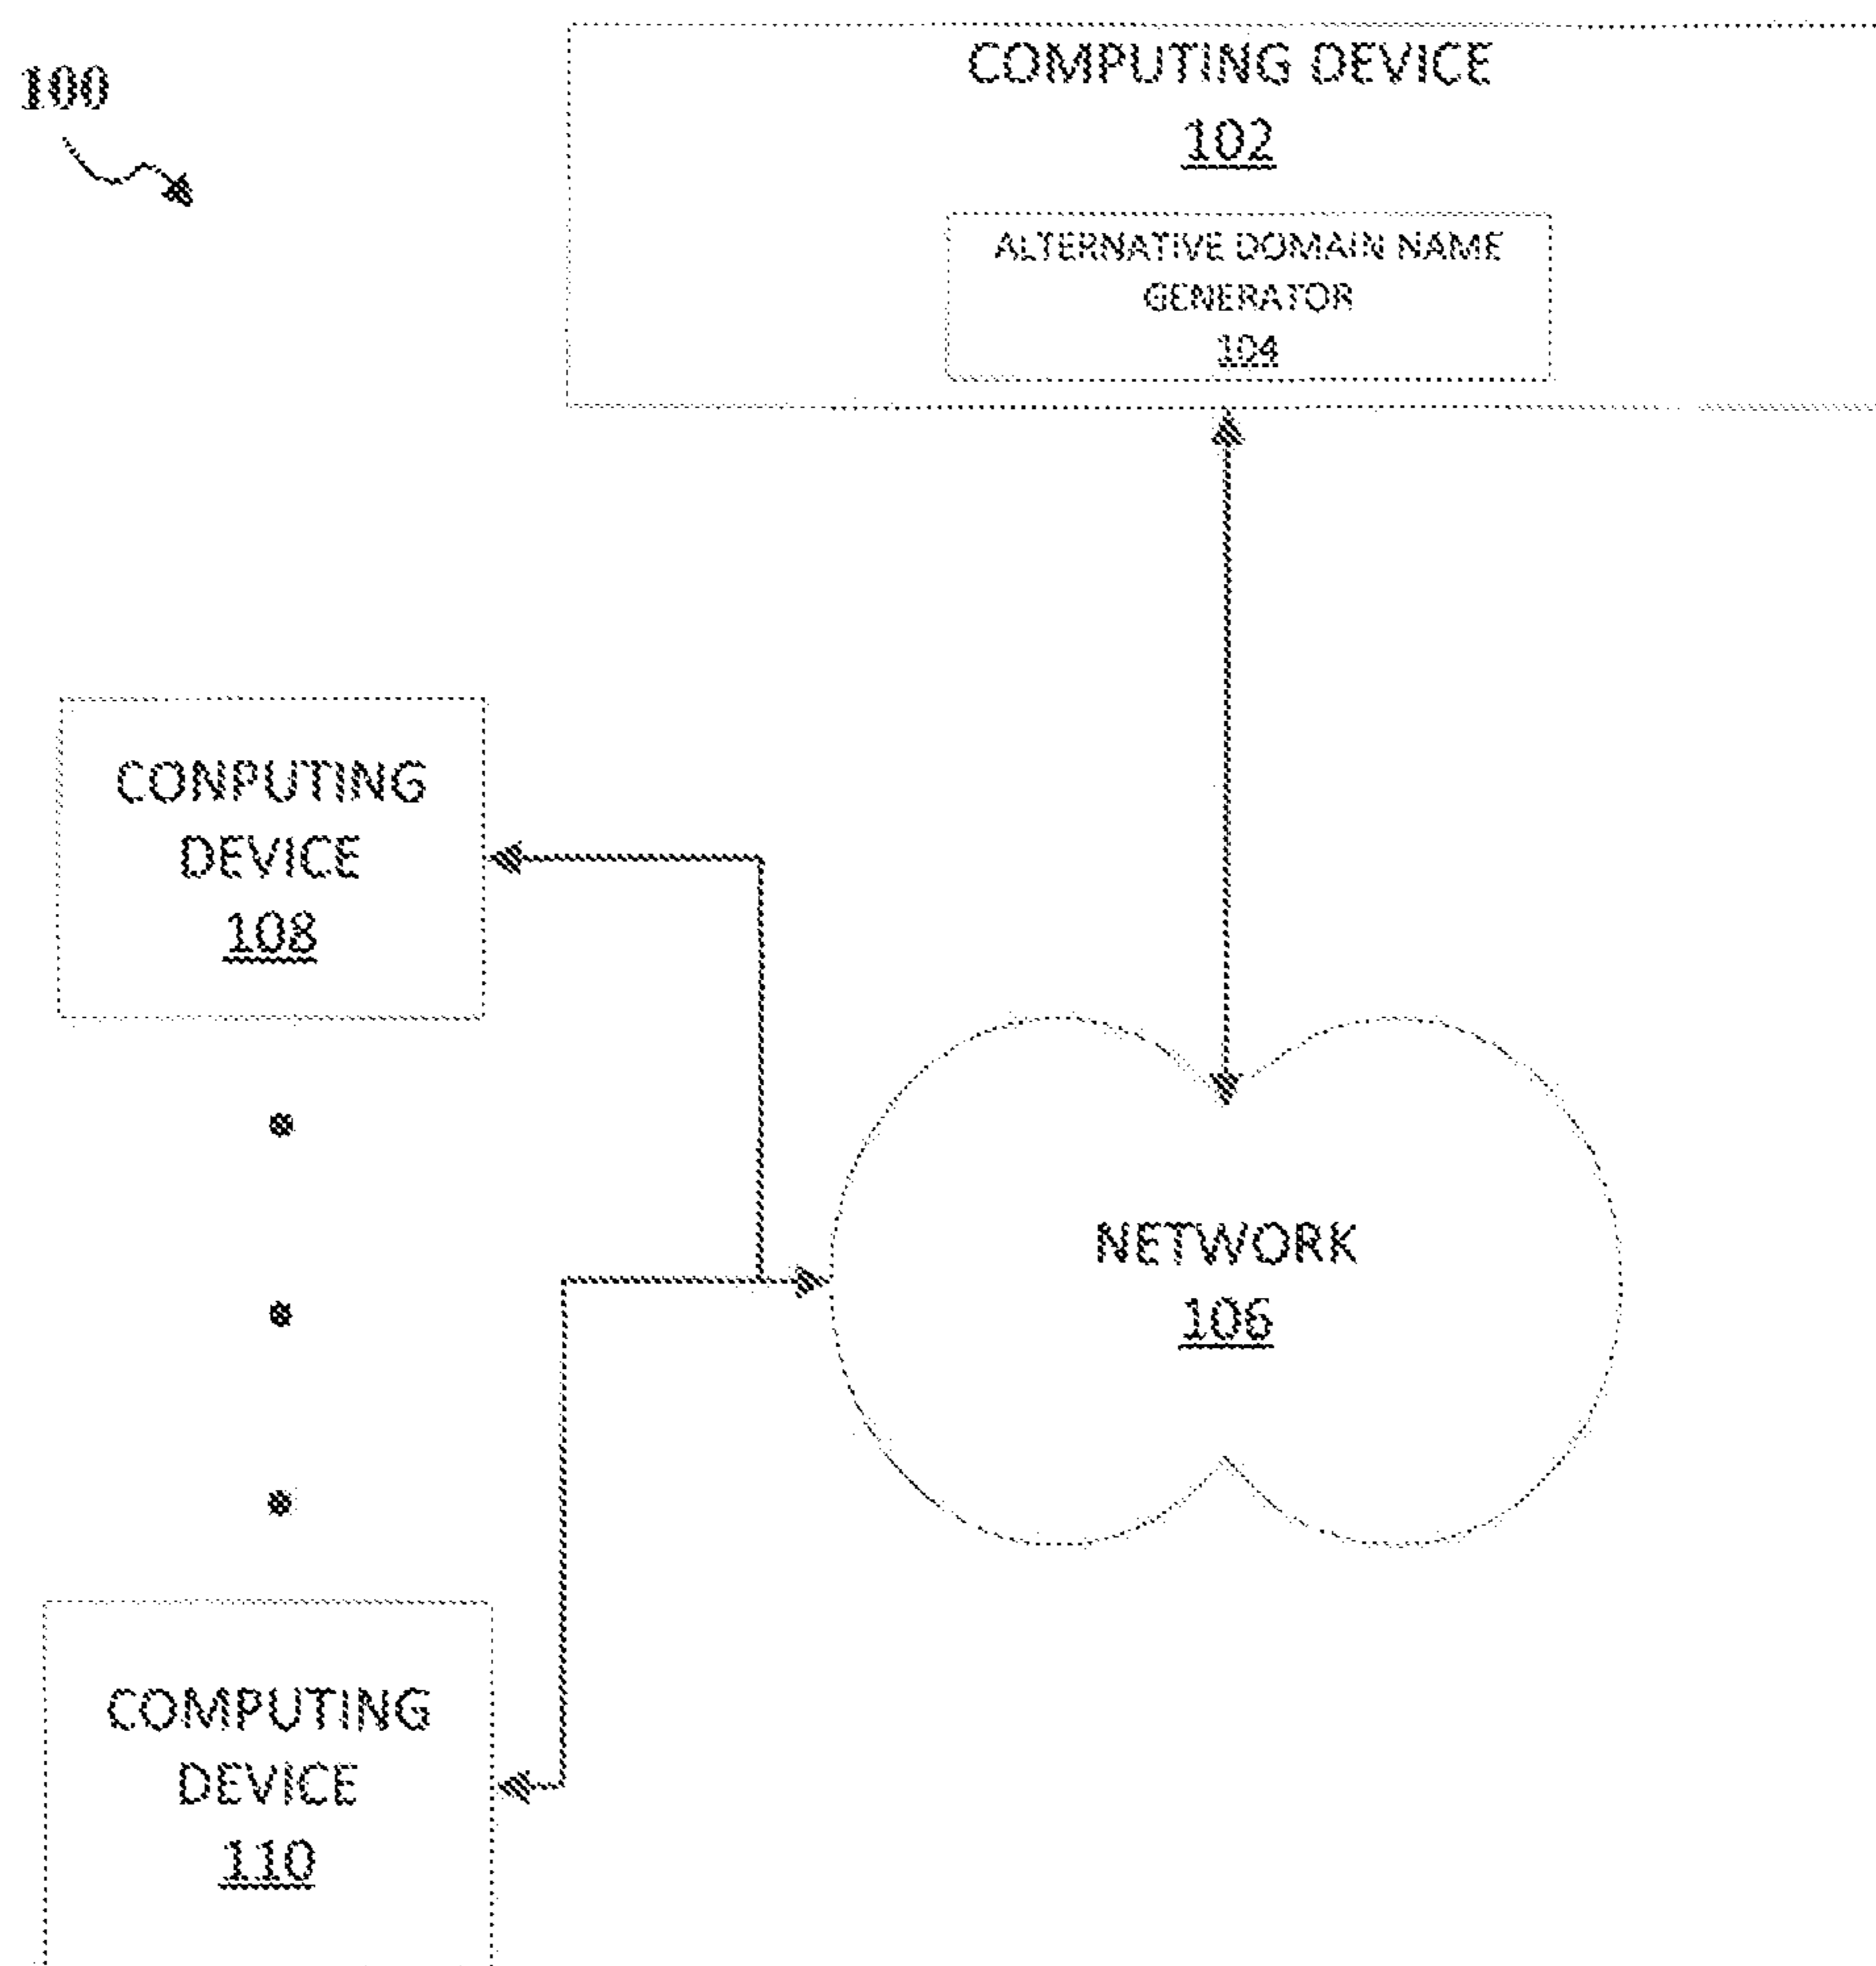 100
COMPUTING DEVICE
102
ALTERNATIVE DOMAIN NAME
GENERATOR
104
CONPUTING
DEVICE
108
NETWORK
106
COMPUTING
DEVICE
110